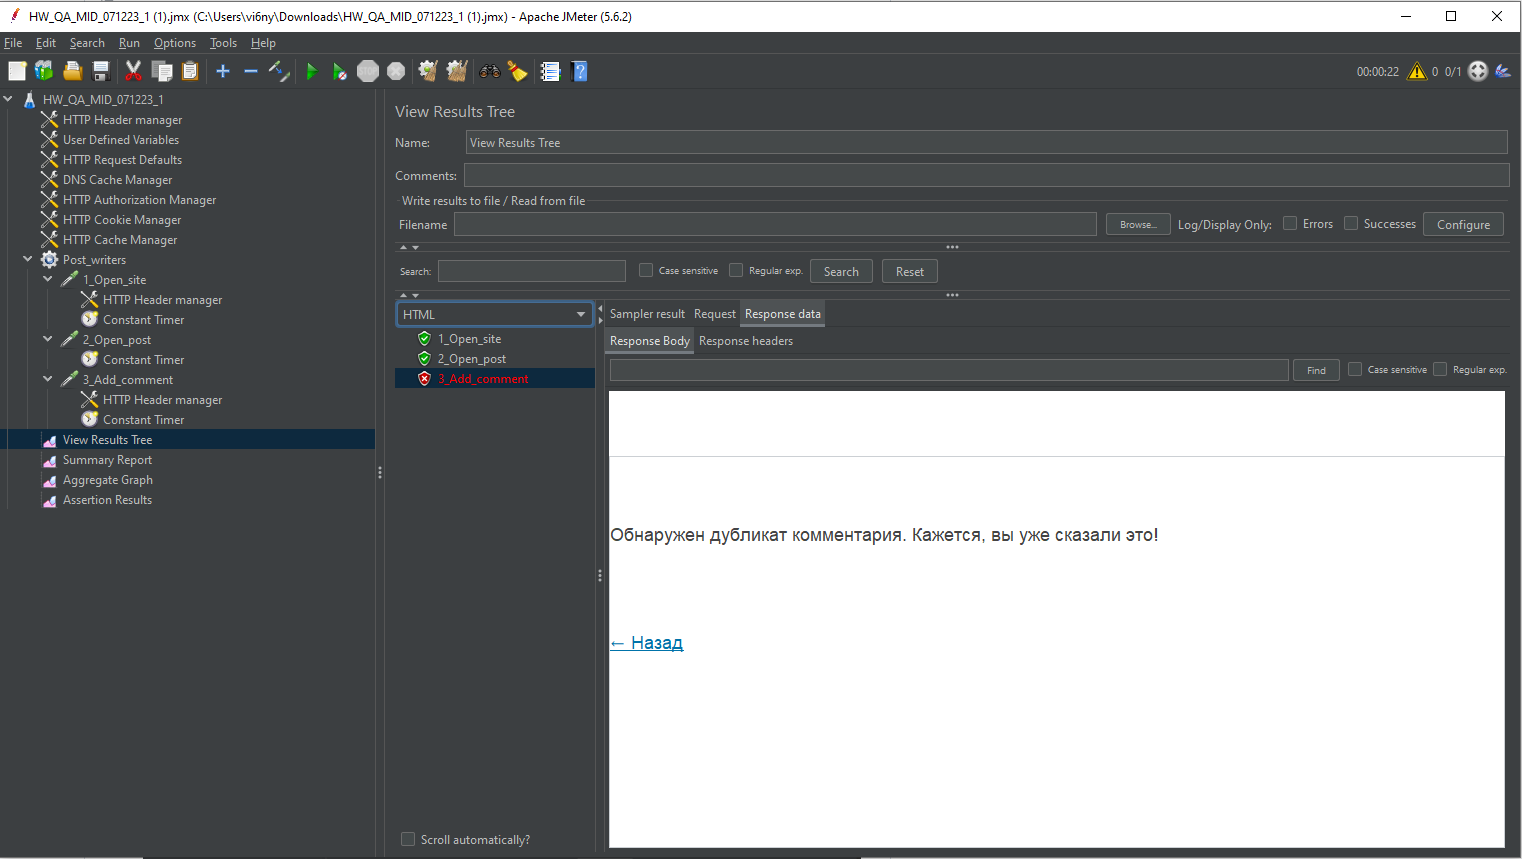 HW_QA_MID_071223_1 (1).jmx (C:\Users\vi6ny\Downloads\HW_QA_MID_071223_1 (1).jmx) - Apache JMeter (5.6.2)
File Edit Search Run Options Tools Help
00:00:22 0 0/1
HW_QA_MID_071223_1
HTTP Header manager
User Defined Variables
HTTP Request Defaults
DNS Cache Manager
HTTP Authorization Manager
HTTP Cookie Manager
HTTP Cache Manager
Post_writers
1_Open_site
HTTP Header manager
Constant Timer
2_Open_post
Constant Timer
3_Add_comment
HTTP Header manager
Constant Timer
View Results Tree
Summary Report
Aggregate Graph
Assertion Results
View Results Tree
Name: View Results Tree
Comments:
Write results to file / Read from file
Filename Browse... Log/Display Only: Errors Successes Configure
Search: Case sensitive Regular exp. Search Reset
HTML
1_Open_site
2_Open_post
3_Add_comment
Scroll automatically?
Sampler result Request Response data
Response Body Response headers
Find Case sensitive Regular exp.
Обнаружен дубликат комментария. Кажется, вы уже сказали это!
← Назад